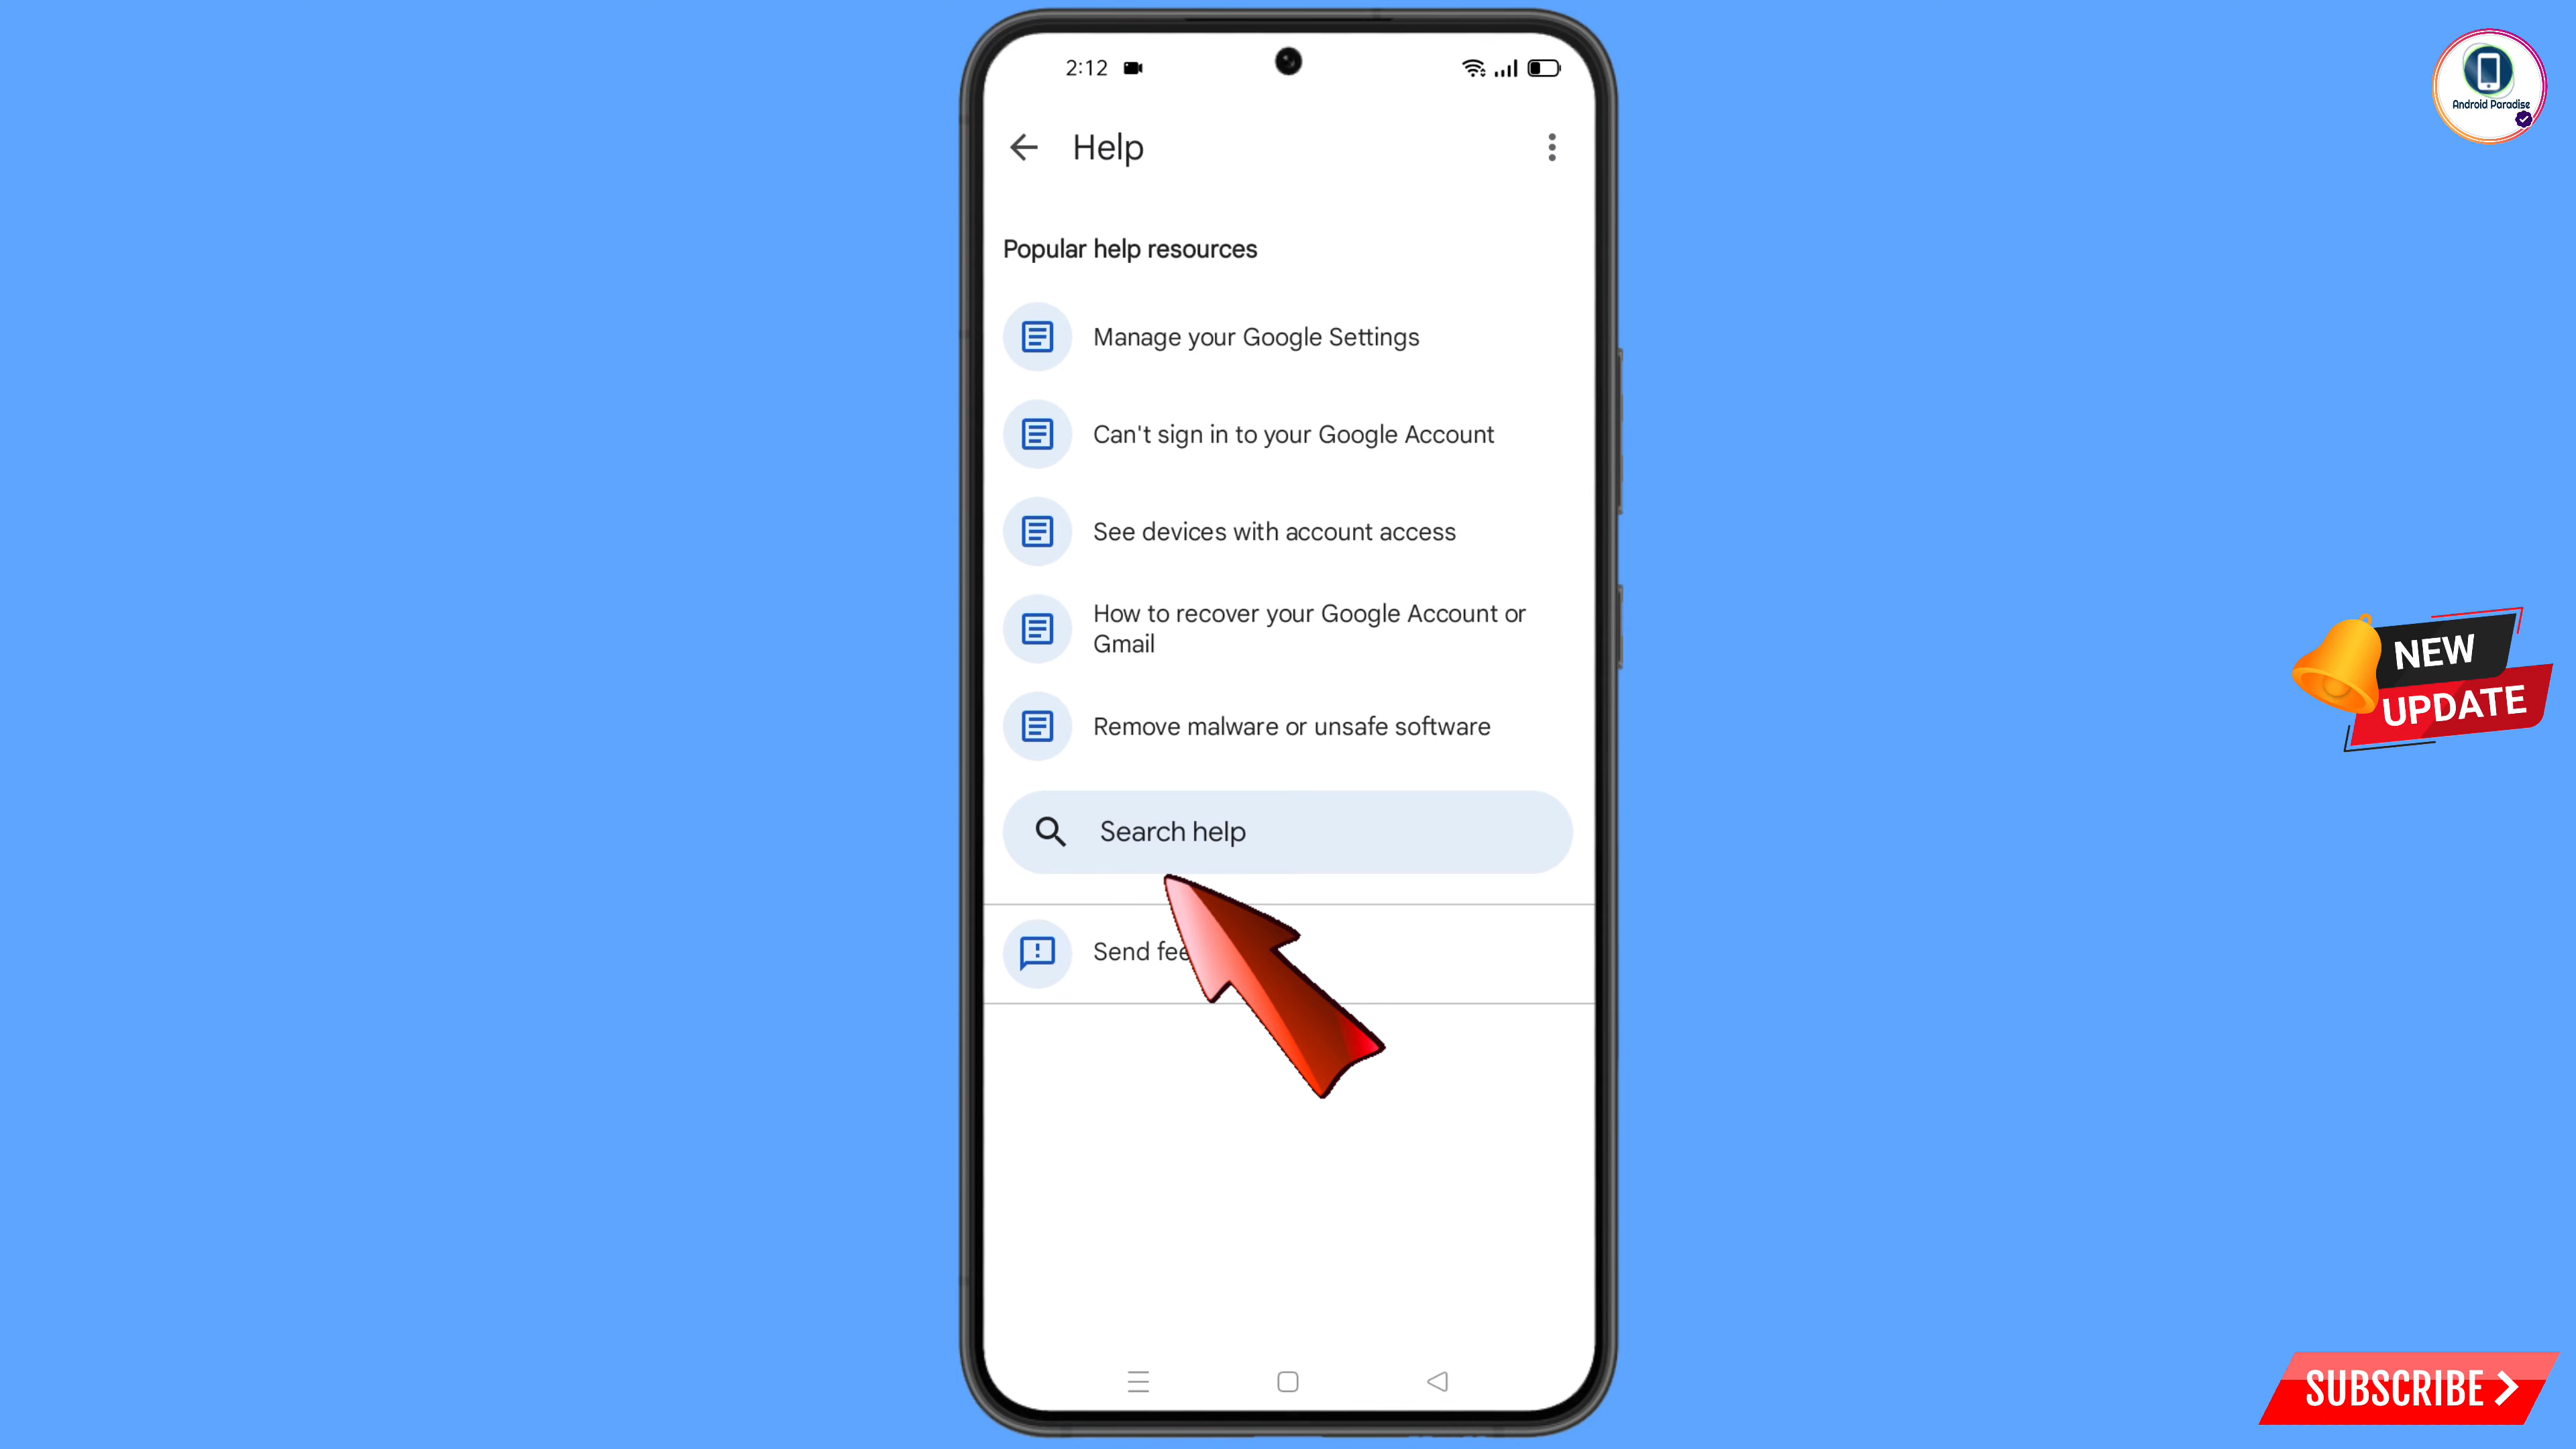 2:12
Help
Popular help resources
Manage your Google Settings
Can't sign in to your Google Account
See devices with account access
How to recover your Google Account or
Gmail
Remove malware or unsafe software
Search help
Send fee
Android Paradise
NEW
UPDATE
SUBSCRIBE